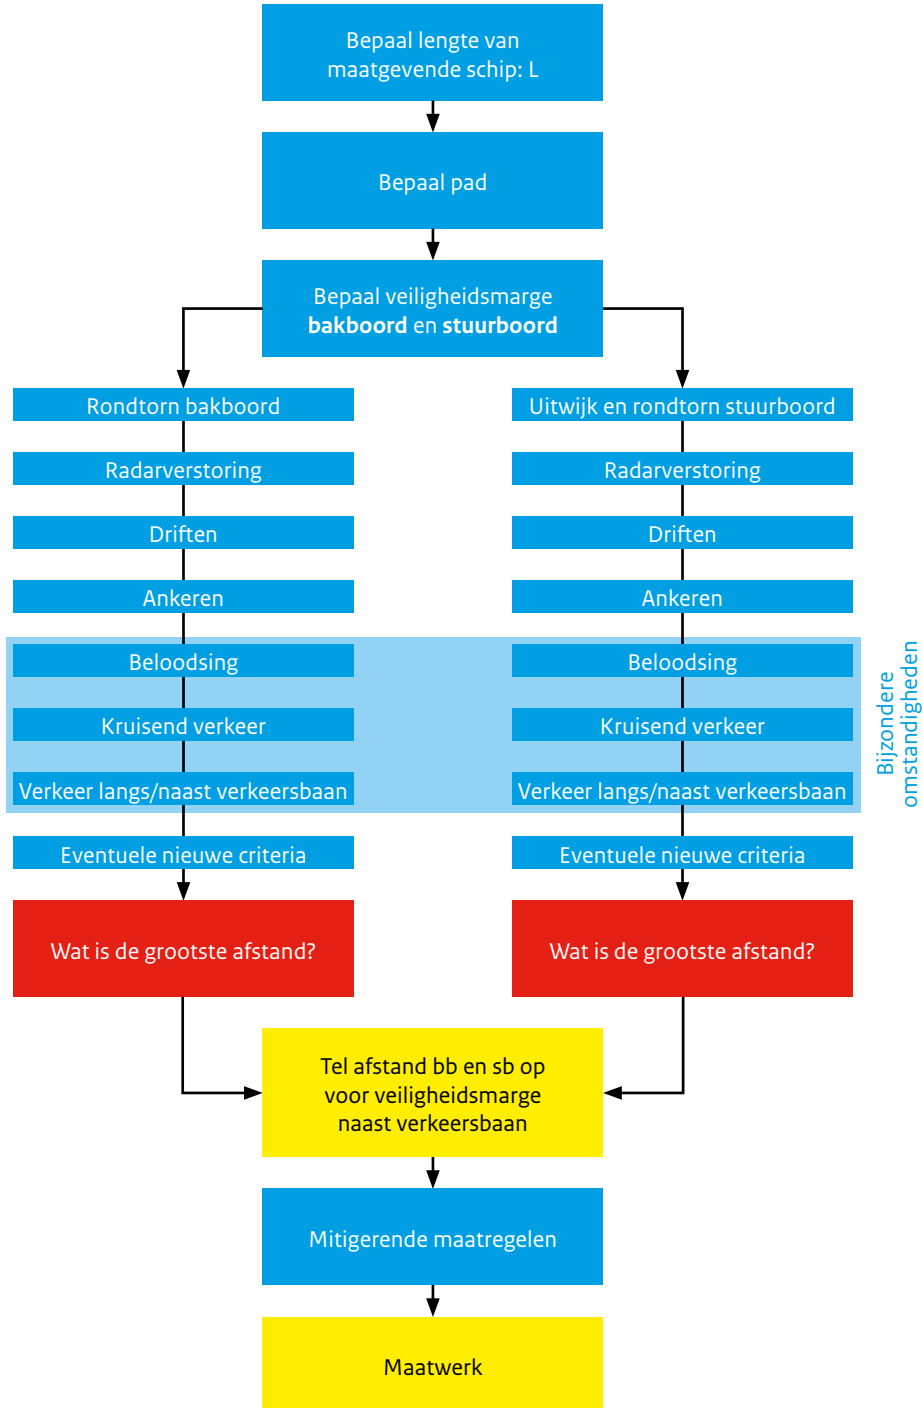 Bepaal lengte van
maatgevende schip: L
Bepaal pad
Bepaal veiligheidsmarge
bakboord en stuurboord
Rondtorn bakboord
Radarverstoring
Driften
Ankeren
Beloodsing
Kruisend verkeer
Verkeer langs/naast verkeersbaan
Eventuele nieuwe criteria
Wat is de grootste afstand?
Uitwijk en rondtorn stuurboord
Radarverstoring
Driften
Ankeren
Beloodsing
Kruisend verkeer
Verkeer langs/naast verkeersbaan
Eventuele nieuwe criteria
Wat is de grootste afstand?
Bijzondere
omstandigheden
Tel afstand bb en sb op
voor veiligheidsmarge
naast verkeersbaan
Mitigerende maatregelen
Maatwerk